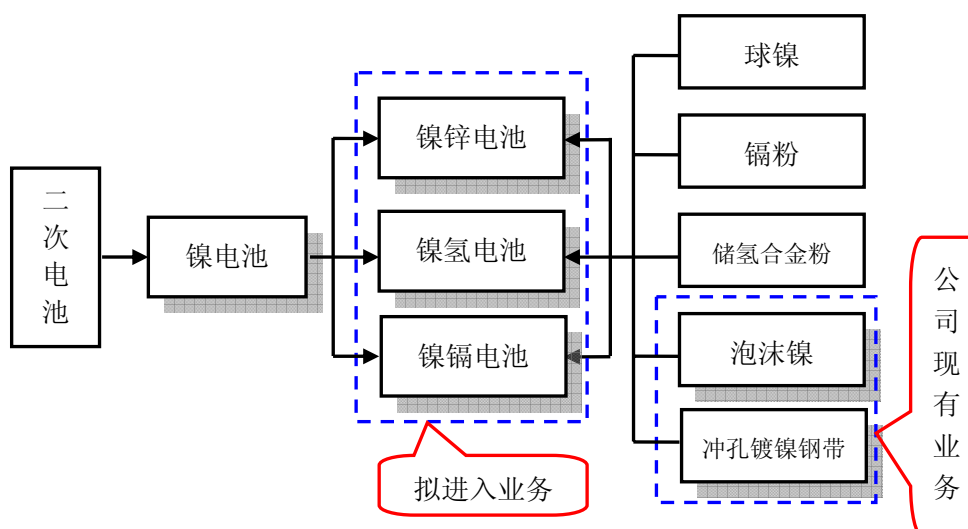 二次电池
镍电池
镍锌电池
镍氢电池
镍镉电池
拟进入业务
球镍
镉粉
储氢合金粉
泡沫镍
冲孔镀镍钢带
公司现有业务